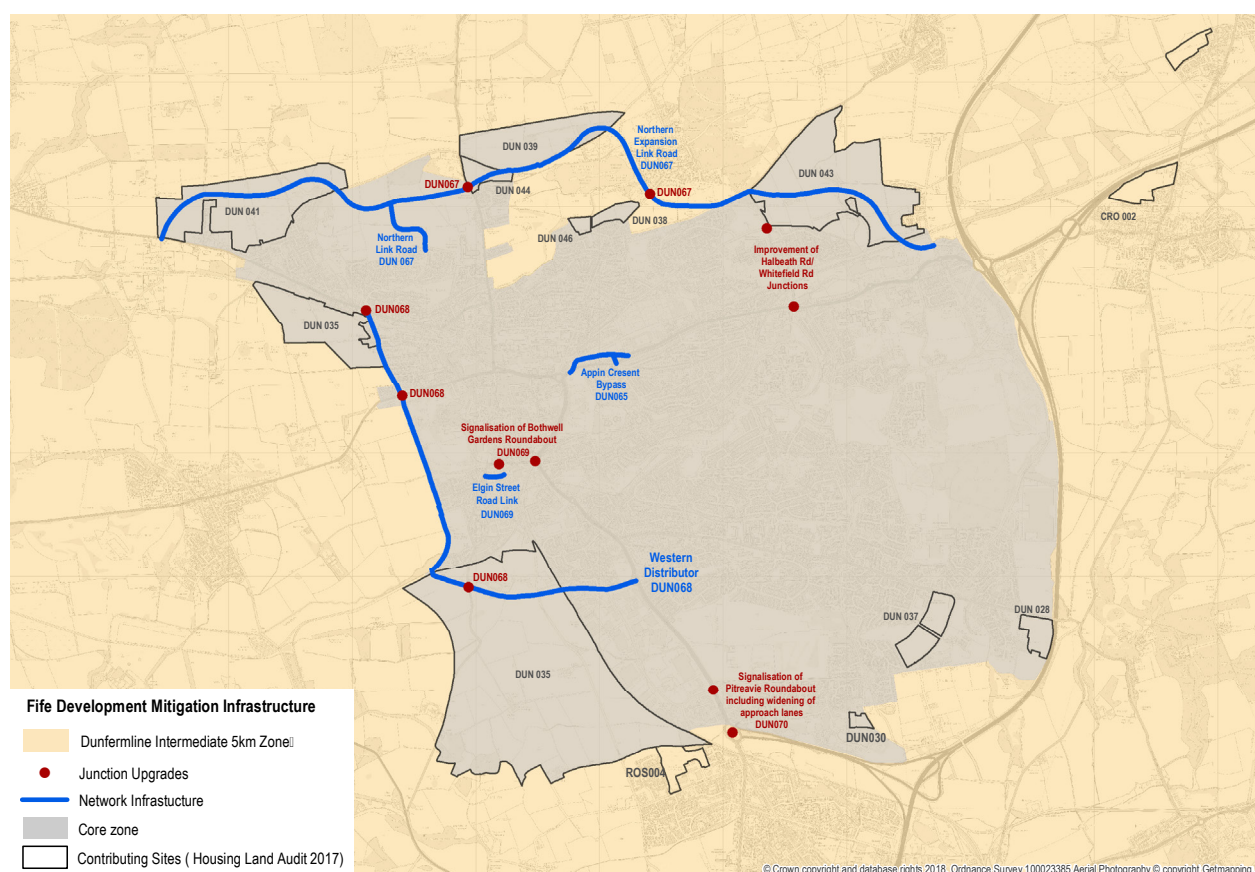 Northern
Expansion
Link Road
DUN067
DUN 039
DUN067
DUN 044
DUN067
DUN 043
DUN 041
DUN 038
DUN 046
CRO 002
Northern
Link Road
DUN 067
Improvement of
Halbeath Rd/
Whitefield Rd
Junctions
DUN068
DUN 035
Appin Cresent
Bypass
DUN065
DUN068
Signalisation of Bothwell
Gardens Roundabout
DUN069
Elgin Street
Road Link
DUN069
Western
Distributor
DUN068
DUN068
DUN 037
DUN 028
DUN 035
Signalisation of
Pitreavie Roundabout
including widening of
approach lanes
DUN070
DUN030
ROS004
Fife Development Mitigation Infrastructure
Dunfermline Intermediate 5km Zone
Junction Upgrades
Network Infrastucture
Core zone
Contributing Sites ( Housing Land Audit 2017)
© Crown copyright and database rights 2018. Ordnance Survey 100023385 Aerial Photography © copyright Getmapping